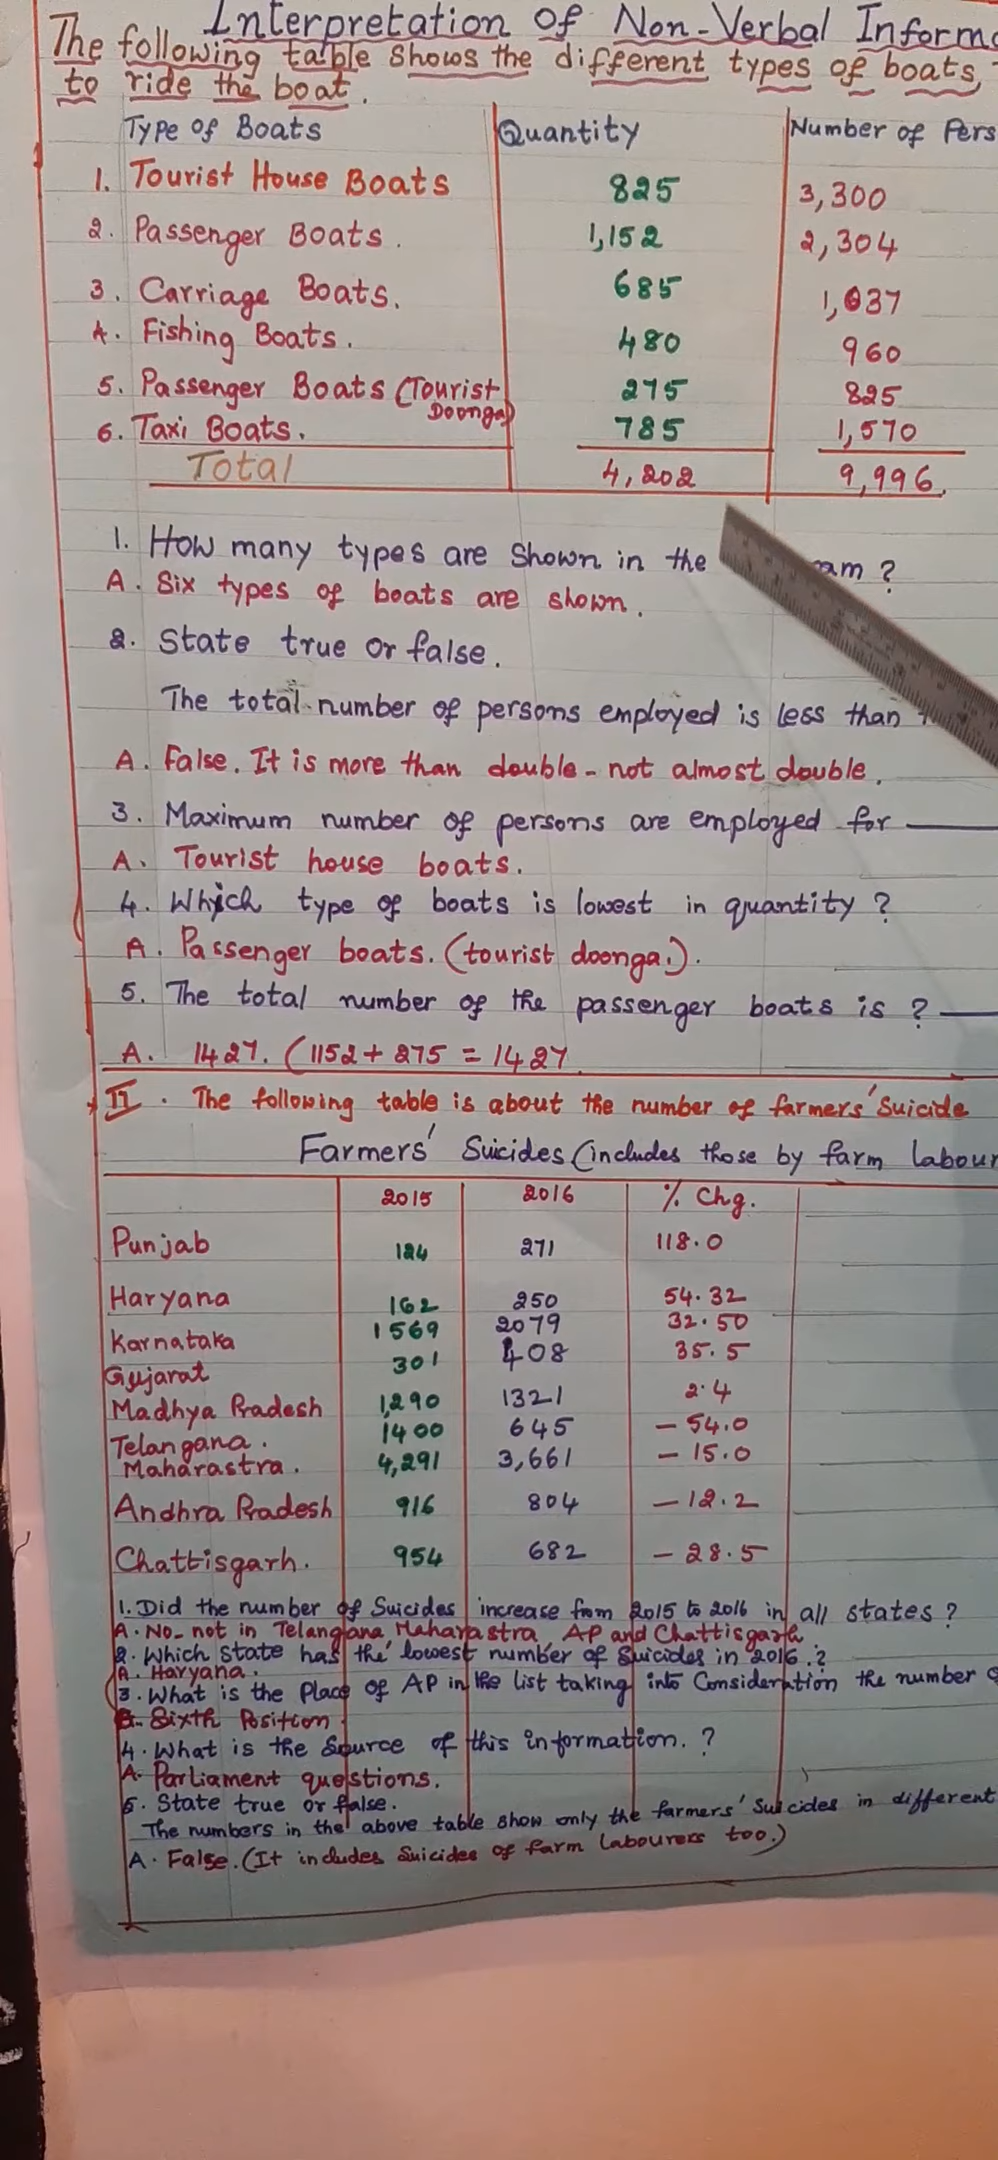 Interpretation Of Non-Verbal Inform
The following table shows the different types of boats,
to ride the boat.
Type of Boats Quantity Number of Pers
1. Tourist House Boats 825 3,300
2. Passenger Boats. 1,152 2,304
3. Carriage Boats. 685 1,037
4. Fishing Boats. 480 960
5. Passenger Boats (Tourist Doonga) 275 825
6. Taxi Boats. 785 1,570
Total 4,202 9,996.
1. How many types are shown in the am ?
A. Six types of boats are shown.
2. State true or false.
The total number of persons employed is less than
A. False. It is more than double - not almost double.
3. Maximum number of persons are employed for
A. Tourist house boats.
4. Which type of boats is lowest in quantity ?
A. Passenger boats. (tourist doonga.).
5. The total number of the passenger boats is ?
A. 1427. (1152 + 275 = 1427
II. The following table is about the number of farmers' Suicide
Farmers' Suicides (includes those by farm labour
2015 2016 % Chg.
Punjab 124 271 118.0
Haryana 162 250 54.32
Karnataka 1569 2079 32.50
Gujarat 301 408 35.5
Madhya Pradesh 1,290 1321 2.4
Telangana. 1400 645 - 54.0
Maharastra. 4,291 3,661 - 15.0
Andhra Pradesh 916 804 - 12.2
Chattisgarh. 954 682 - 28.5
1. Did the number of Suicides increase from 2015 to 2016 in all states ?
A. No- not in Telangana, Maharastra, AP and Chattisgarh.
2. Which state has the lowest number of suicides in 2016. ?
A. Haryana.
3. What is the Place of AP in the list taking into Consideration the number
A. Sixth Position.
4. What is the Source of this information. ?
A. Parliament questions.
5. State true or false.
The numbers in the above table show only the farmers' Suicides in different
A. False. (It includes Suicides of farm Labourers too.)